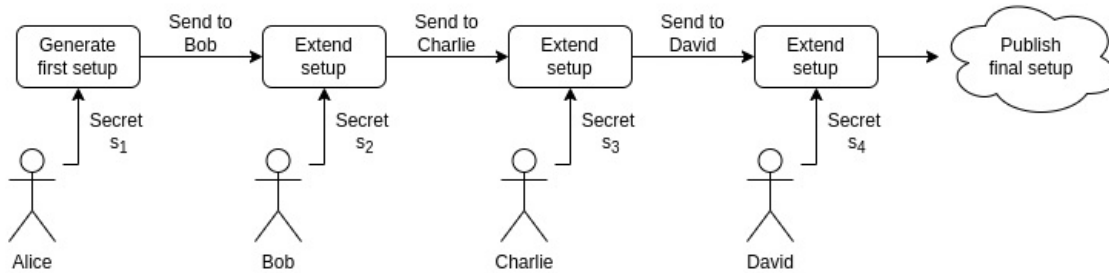 Generate
first setup
Send to
Bob
Extend
setup
Send to
Charlie
Extend
setup
Send to
David
Extend
setup
Publish
final setup
Secret
s1
Secret
s2
Secret
s3
Secret
s4
Alice
Bob
Charlie
David